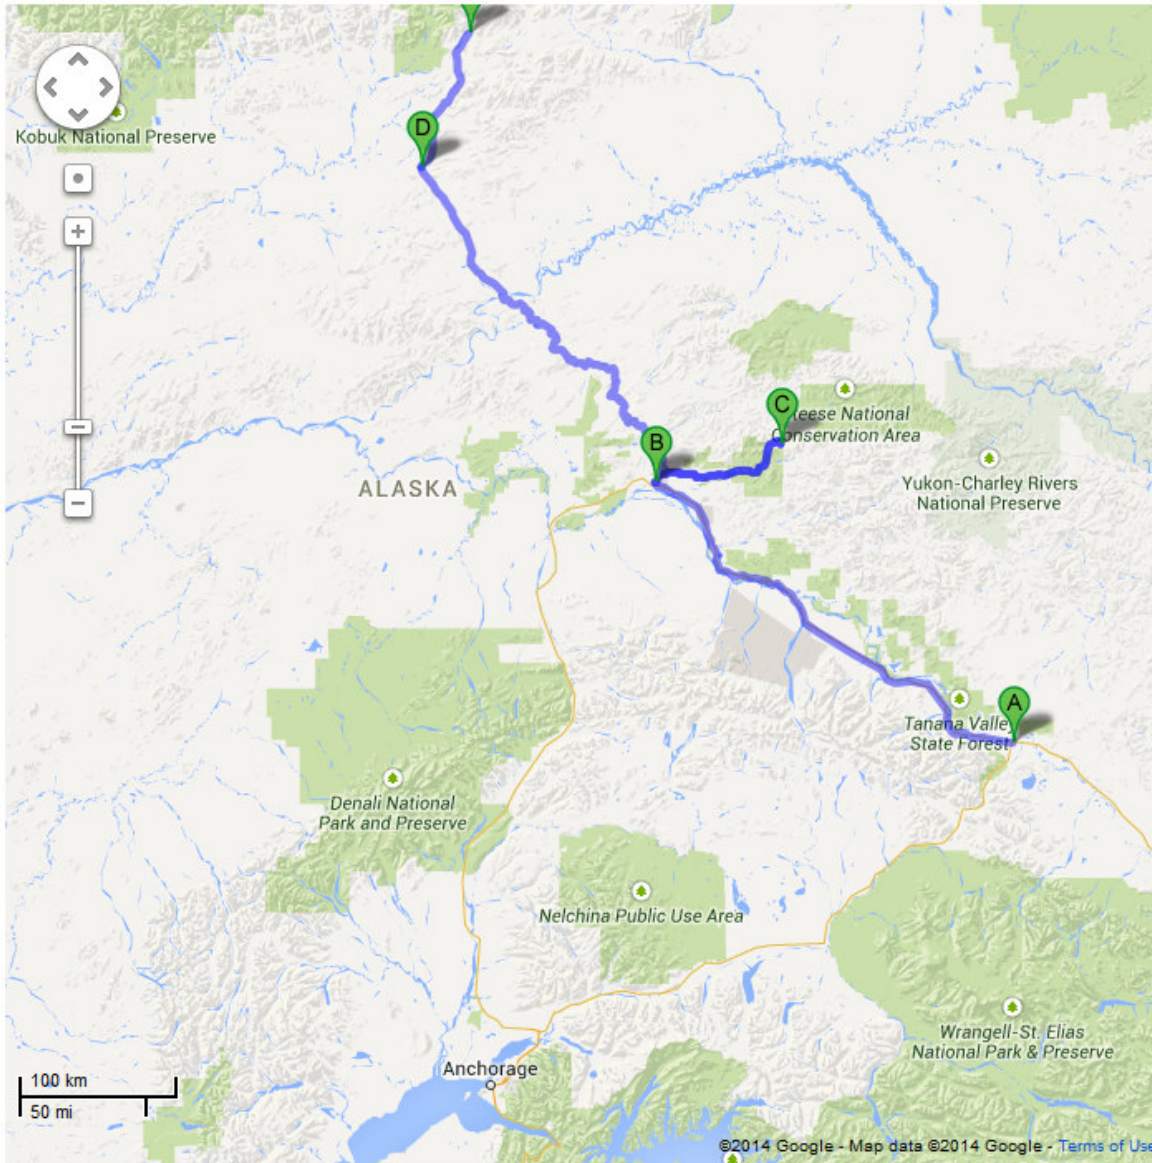 D
Kobuk National Preserve
C
eese National
Conservation Area
B
ALASKA
Yukon-Charley Rivers
National Preserve
A
Tanana Valle
State Forest
Denali National
Park and Preserve
Nelchina Public Use Area
Wrangell-St. Elias
National Park & Preserve
Anchorage
100 km
50 mi
©2014 Google - Map data ©2014 Google - Terms of Use